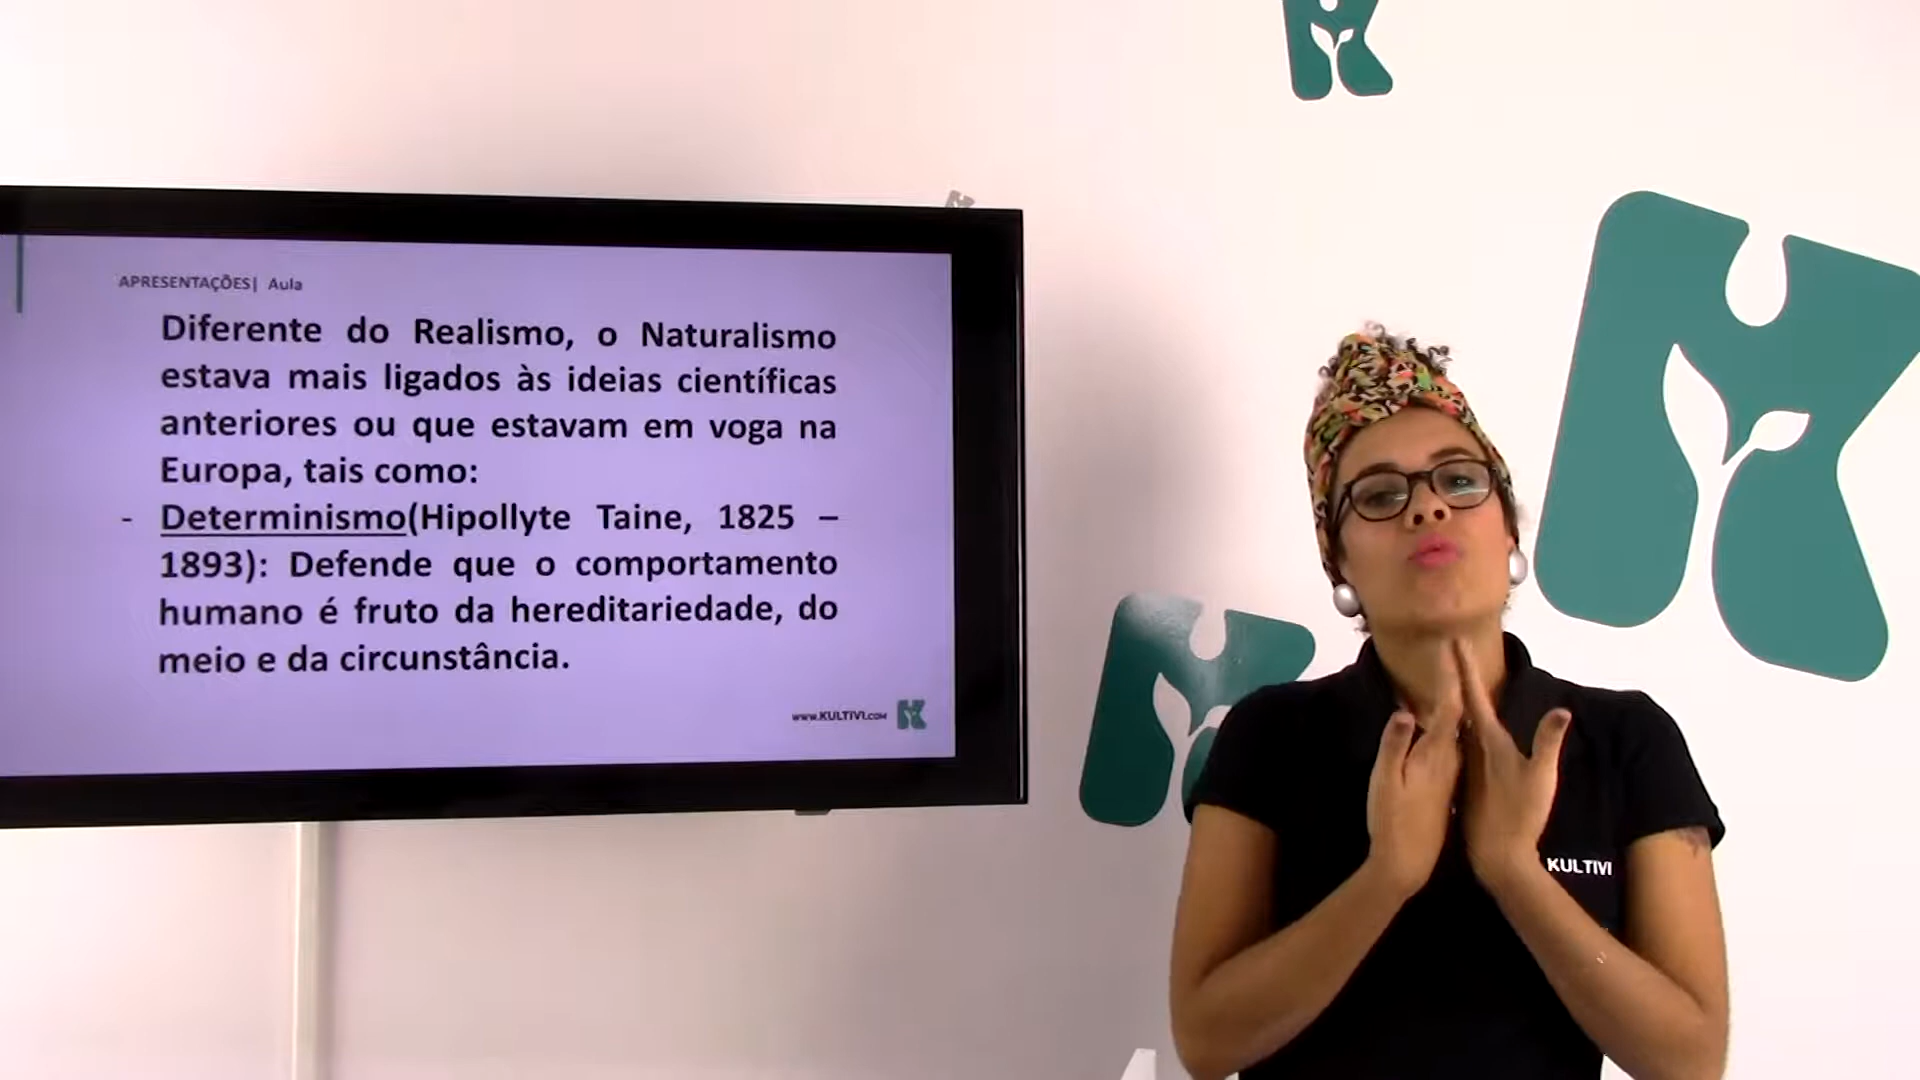 APRESENTAÇÕES| Aula
Diferente do Realismo, o Naturalismo
estava mais ligados às ideias científicas
anteriores ou que estavam em voga na
Europa, tais como:
- Determinismo(Hipollyte Taine, 1825 –
1893): Defende que o comportamento
humano é fruto da hereditariedade, do
meio e da circunstância.
www.KULTIVI.COM
KULTIVI